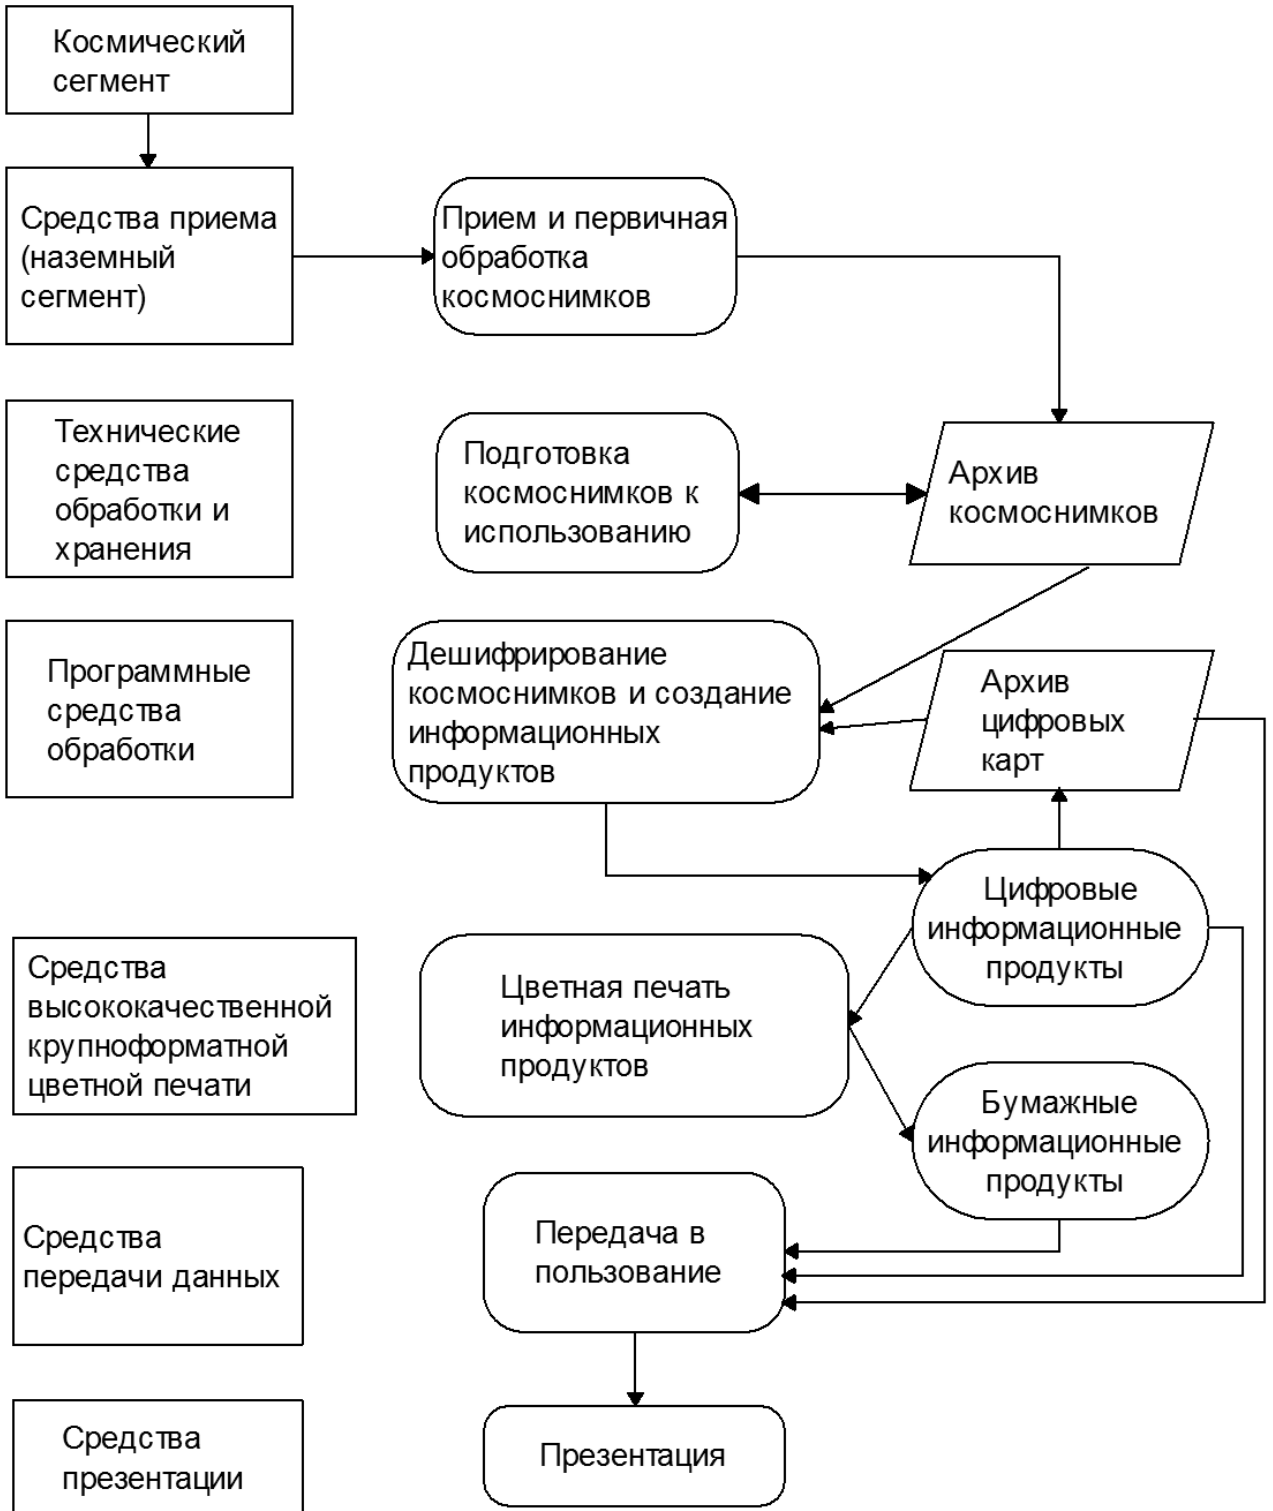 Космический
сегмент
Средства приема
(наземный
сегмент)
Прием и первичная
обработка
космоснимков
Технические
средства
обработки и
хранения
Подготовка
космоснимков к
использованию
Архив
космоснимков
Программные
средства
обработки
Дешифрирование
космоснимков и создание
информационных
продуктов
Архив
цифровых
карт
Цифровые
информационные
продукты
Средства
высококачественной
крупноформатной
цветной печати
Цветная печать
информационных
продуктов
Бумажные
информационные
продукты
Средства
передачи данных
Передача в
пользование
Средства
презентации
Презентация